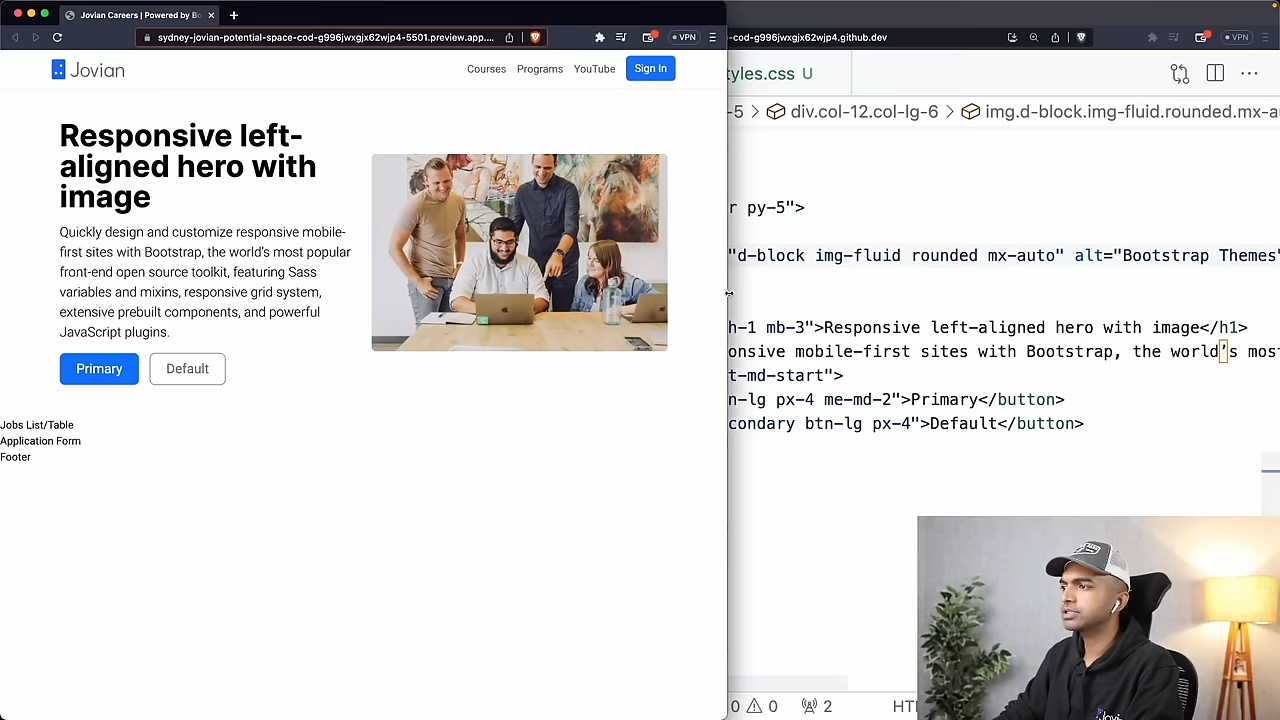 Jovian Careers | Powered by Bo
sydney-jovian-potential-space-cod-g996jwxgjx62wjp4-5501.preview.app....
VPN
-cod-g996jwxgjx62wjp4.github.dev
VPN
Jovian
Courses
Programs
YouTube
Sign In
Responsive left-
aligned hero with
image
Quickly design and customize responsive mobile-
first sites with Bootstrap, the world's most popular
front-end open source toolkit, featuring Sass
variables and mixins, responsive grid system,
extensive prebuilt components, and powerful
JavaScript plugins.
Primary
Default
Jobs List/Table
Application Form
Footer
tyles.css U
-5 > div.col-12.col-lg-6 > img.d-block.img-fluid.rounded.mx-au
r py-5">
"d-block img-fluid rounded mx-auto" alt="Bootstrap Themes"
h-1 mb-3">Responsive left-aligned hero with image</h1>
onsive mobile-first sites with Bootstrap, the world's most
t-md-start">
n-lg px-4 me-md-2">Primary</button>
condary btn-lg px-4">Default</button>
0 0 2
HT
Jovi